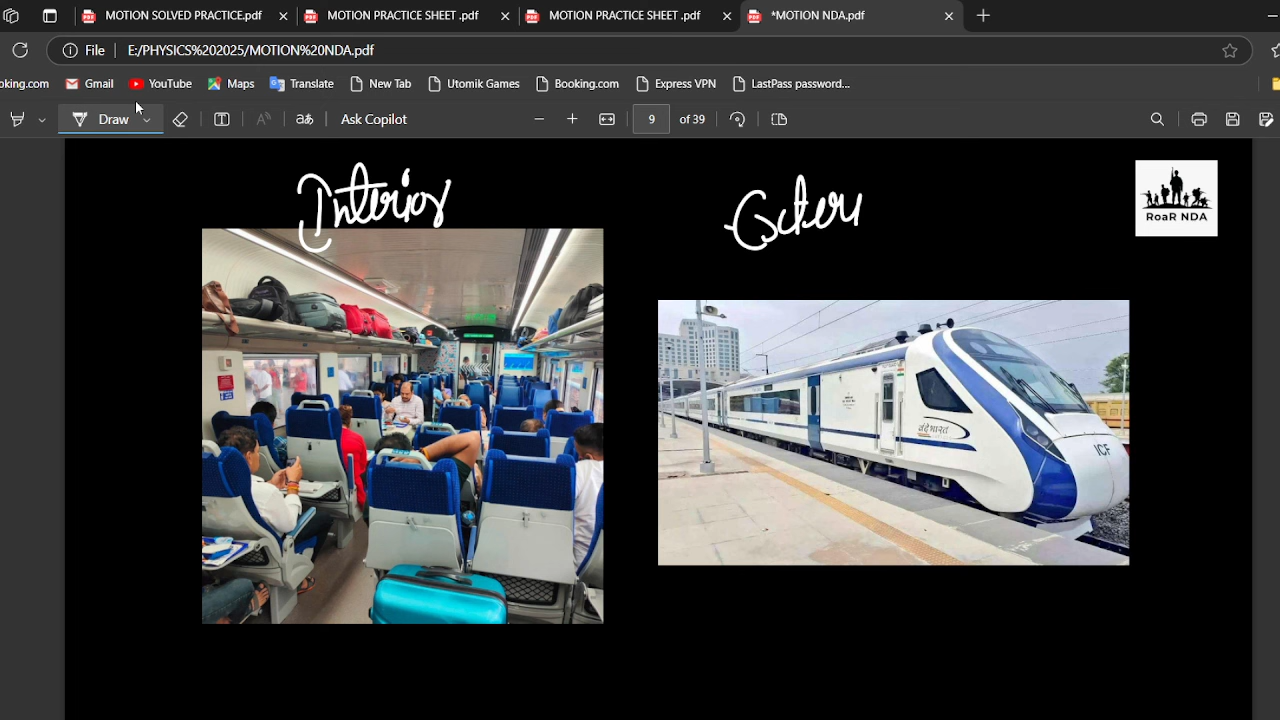 MOTION SOLVED PRACTICE.pdf
MOTION PRACTICE SHEET .pdf
MOTION PRACTICE SHEET .pdf
*MOTION NDA.pdf
File
E:/PHYSICS%202025/MOTION%20NDA.pdf
oking.com
Gmail
YouTube
Maps
Translate
New Tab
Utomik Games
Booking.com
Express VPN
LastPass password...
Draw
Ask Copilot
9
of 39
Interior
RoaR NDA
वंदे भारत
ICF